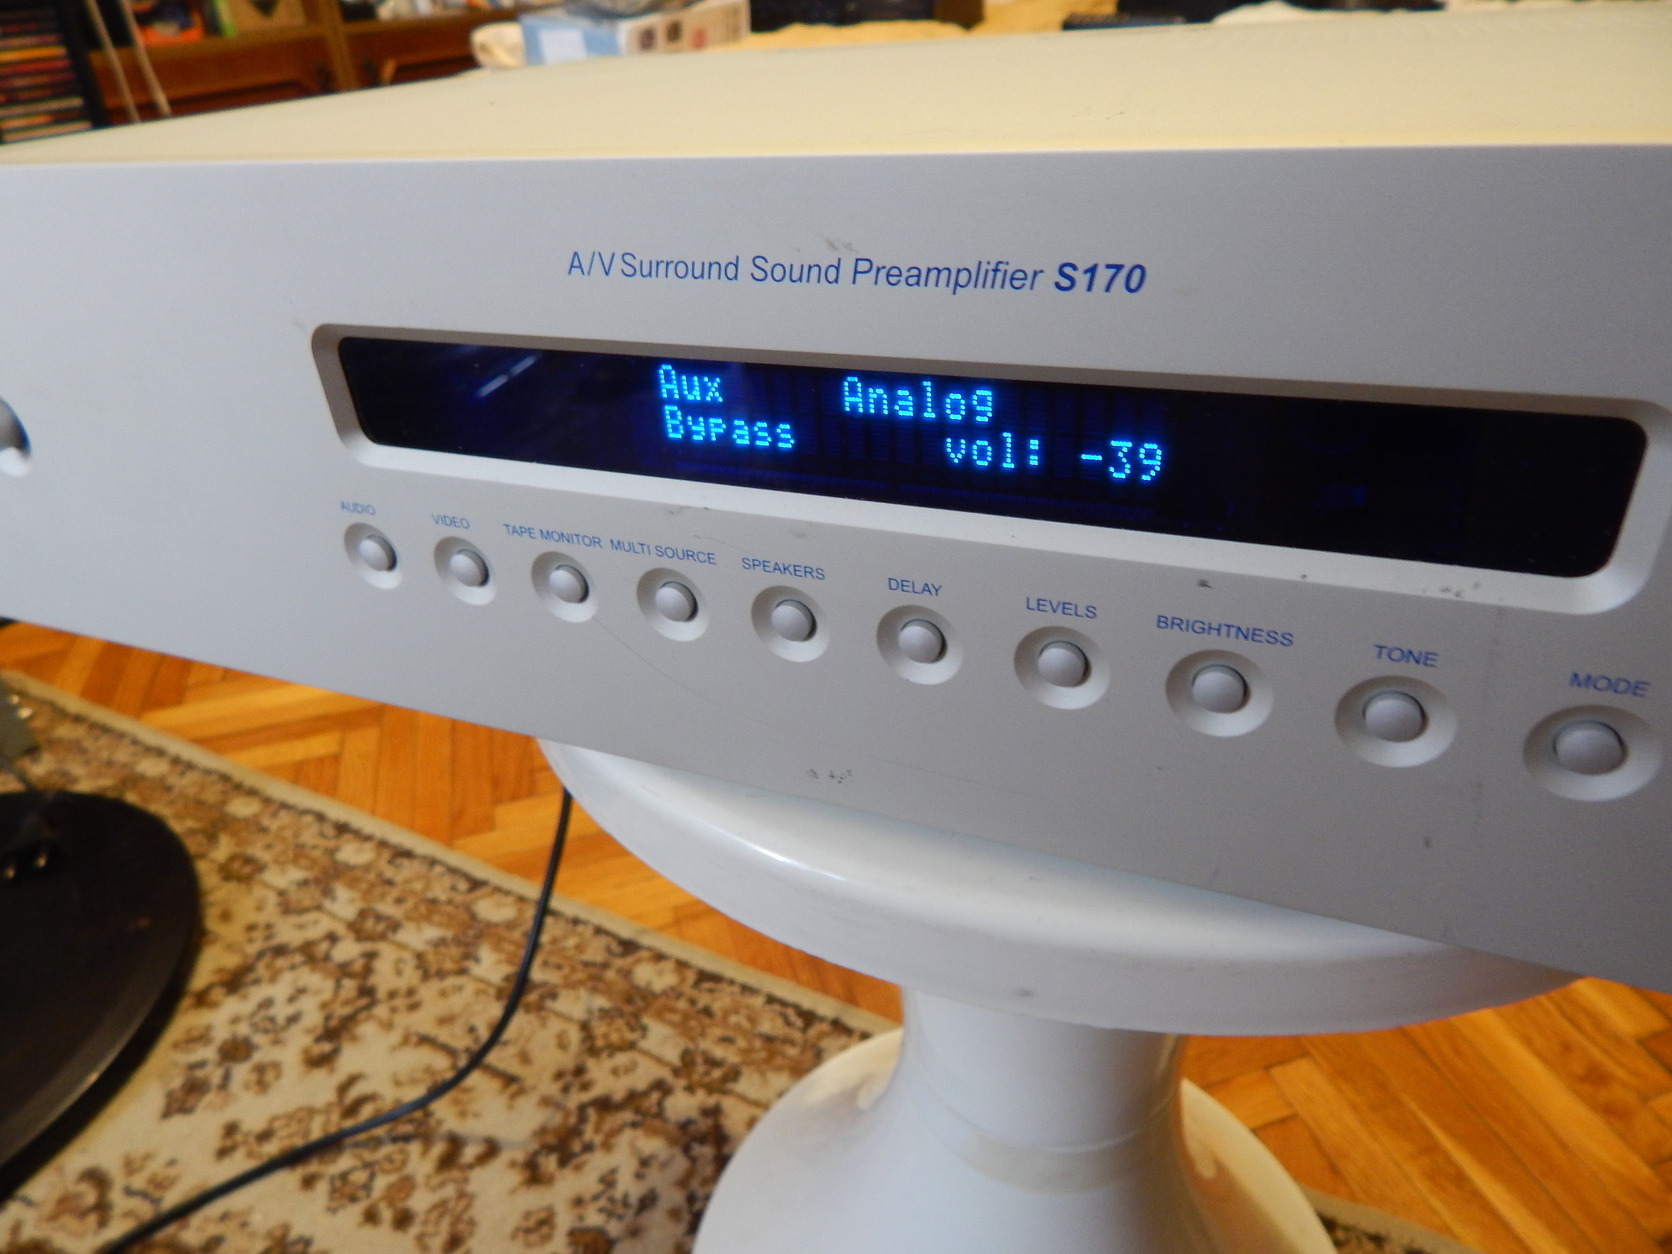 A/V Surround Sound Preamplifier S170
Aux Analog
Bypass vol: -39
AUDIO VIDEO TAPE MONITOR MULTI SOURCE SPEAKERS DELAY LEVELS BRIGHTNESS TONE MODE